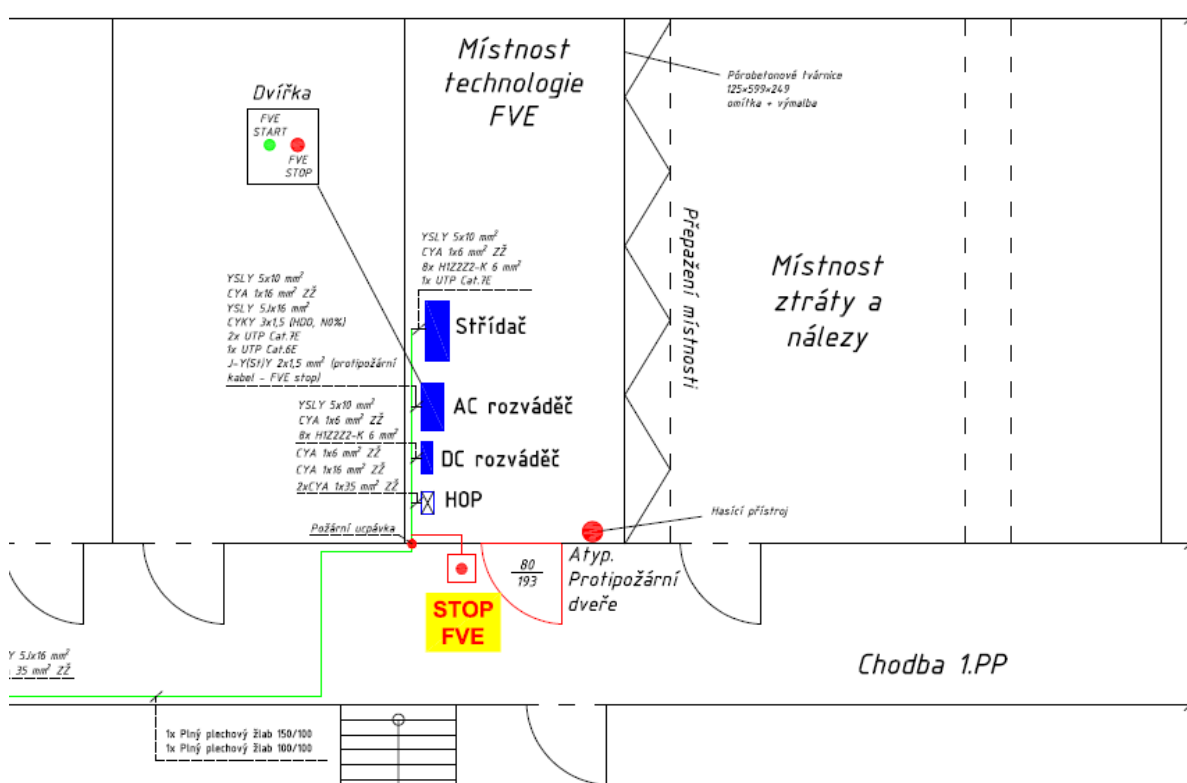 Místnost
technologie
FVE
Pórobetonové tvárnice
125×599×249
omítka + výmalba
Dvířka
FVE
START
FVE
STOP
Přepažení místnosti
Místnost
ztráty a
nálezy
YSLY 5x10 mm²
CYA 1x6 mm² ZŽ
8x H1Z2Z2-K 6 mm²
1x UTP Cat.7E
Střídač
YSLY 5x10 mm²
CYA 1x16 mm² ZŽ
YSLY 5Jx16 mm²
CYKY 3x1,5 (HDO, N0%)
2x UTP Cat.7E
1x UTP Cat.6E
J-Y(St)Y 2x1,5 mm² (protipožární
kabel - FVE stop)
AC rozváděč
YSLY 5x10 mm²
CYA 1x6 mm² ZŽ
8x H1Z2Z2-K 6 mm²
DC rozváděč
CYA 1x6 mm² ZŽ
CYA 1x16 mm² ZŽ
2xCYA 1x35 mm² ZŽ
HOP
Požární ucpávka
Hasící přístroj
80
193
Atyp.
Protipožární
dveře
STOP
FVE
Y 5Jx16 mm²
35 mm² ZŽ
Chodba 1.PP
1x Plný plechový žlab 150/100
1x Plný plechový žlab 100/100